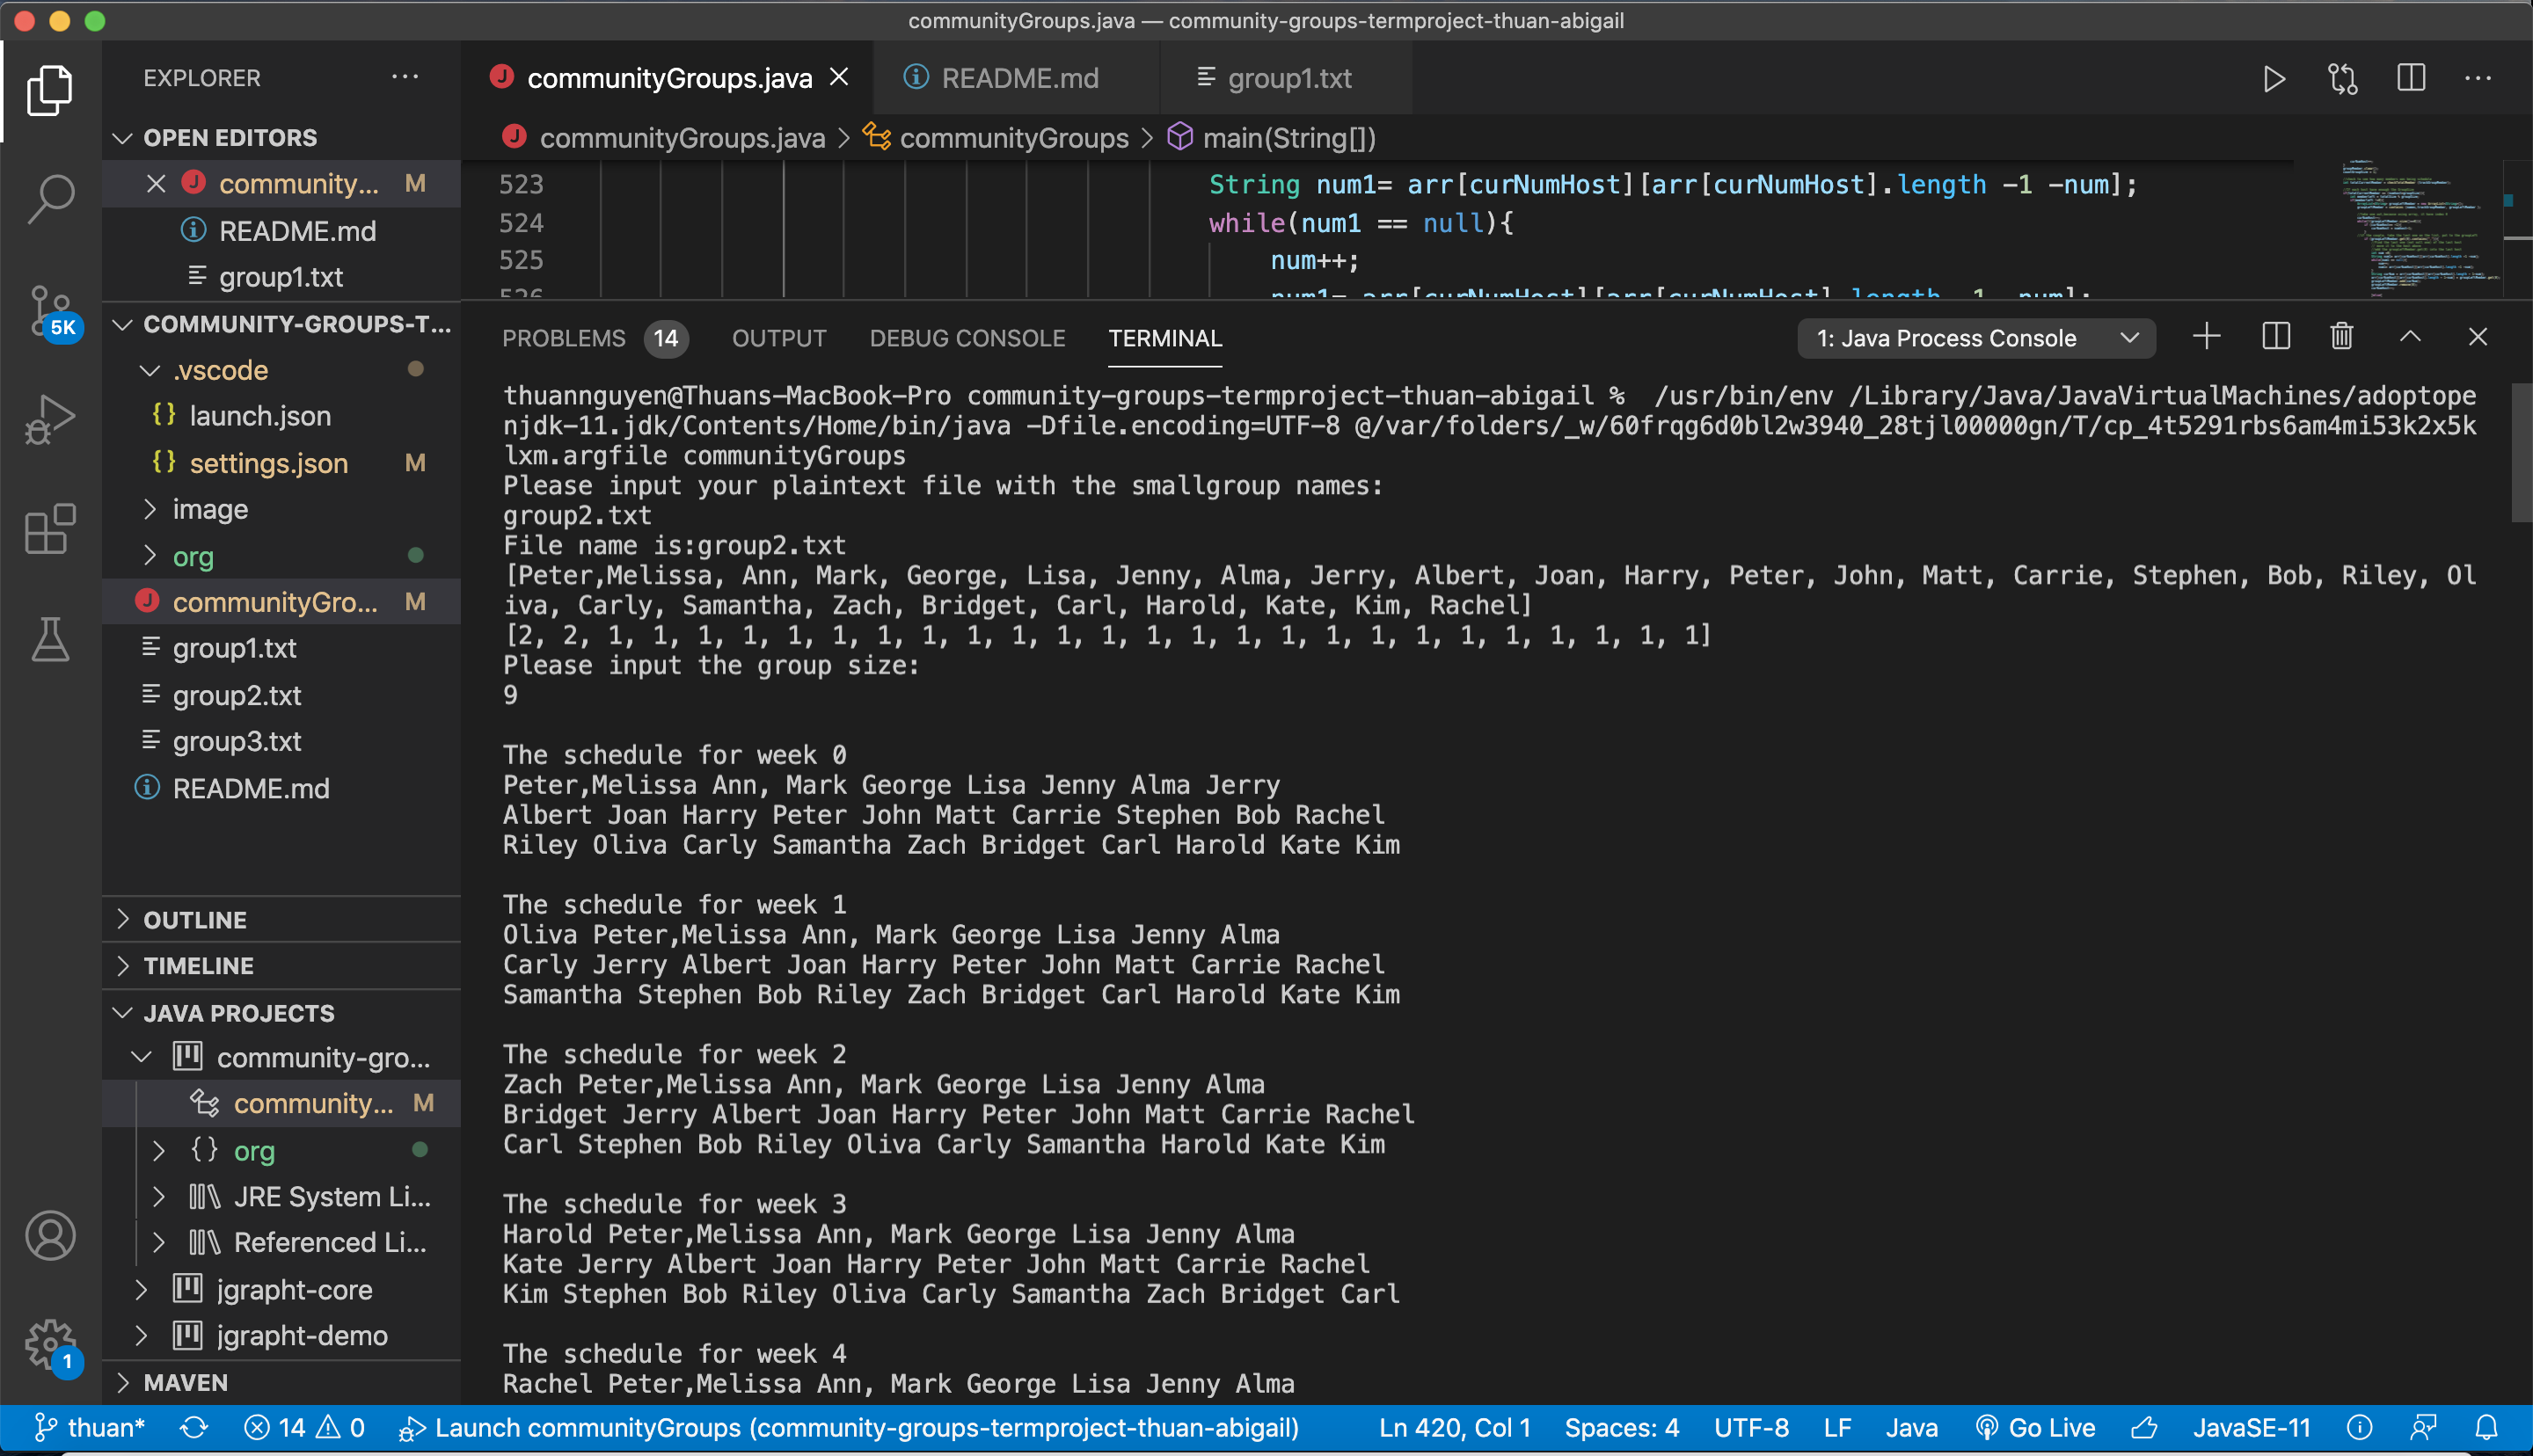 communityGroups.java — community-groups-termproject-thuan-abigail
EXPLORER
OPEN EDITORS
community... M
README.md
group1.txt
COMMUNITY-GROUPS-T...
.vscode
launch.json
settings.json M
image
org
communityGro... M
group1.txt
group2.txt
group3.txt
README.md
OUTLINE
TIMELINE
JAVA PROJECTS
community-gro...
community... M
org
JRE System Li...
Referenced Li...
jgrapht-core
jgrapht-demo
MAVEN
5K
1
communityGroups.java README.md group1.txt
communityGroups.java > communityGroups > main(String[])
523 String num1= arr[curNumHost][arr[curNumHost].length -1 -num];
524 while(num1 == null){
525 num++;
526 num1= arr[curNumHost][arr[curNumHost].length -1 -num];
PROBLEMS 14 OUTPUT DEBUG CONSOLE TERMINAL 1: Java Process Console
thuannguyen@Thuans-MacBook-Pro community-groups-termproject-thuan-abigail % /usr/bin/env /Library/Java/JavaVirtualMachines/adoptope
njdk-11.jdk/Contents/Home/bin/java -Dfile.encoding=UTF-8 @/var/folders/_w/60frqg6d0bl2w3940_28tjl00000gn/T/cp_4t5291rbs6am4mi53k2x5k
lxm.argfile communityGroups
Please input your plaintext file with the smallgroup names:
group2.txt
File name is:group2.txt
[Peter,Melissa, Ann, Mark, George, Lisa, Jenny, Alma, Jerry, Albert, Joan, Harry, Peter, John, Matt, Carrie, Stephen, Bob, Riley, Ol
iva, Carly, Samantha, Zach, Bridget, Carl, Harold, Kate, Kim, Rachel]
[2, 2, 1, 1, 1, 1, 1, 1, 1, 1, 1, 1, 1, 1, 1, 1, 1, 1, 1, 1, 1, 1, 1, 1, 1, 1, 1]
Please input the group size:
9
The schedule for week 0
Peter,Melissa Ann, Mark George Lisa Jenny Alma Jerry
Albert Joan Harry Peter John Matt Carrie Stephen Bob Rachel
Riley Oliva Carly Samantha Zach Bridget Carl Harold Kate Kim
The schedule for week 1
Oliva Peter,Melissa Ann, Mark George Lisa Jenny Alma
Carly Jerry Albert Joan Harry Peter John Matt Carrie Rachel
Samantha Stephen Bob Riley Zach Bridget Carl Harold Kate Kim
The schedule for week 2
Zach Peter,Melissa Ann, Mark George Lisa Jenny Alma
Bridget Jerry Albert Joan Harry Peter John Matt Carrie Rachel
Carl Stephen Bob Riley Oliva Carly Samantha Harold Kate Kim
The schedule for week 3
Harold Peter,Melissa Ann, Mark George Lisa Jenny Alma
Kate Jerry Albert Joan Harry Peter John Matt Carrie Rachel
Kim Stephen Bob Riley Oliva Carly Samantha Zach Bridget Carl
The schedule for week 4
Rachel Peter,Melissa Ann, Mark George Lisa Jenny Alma
thuan* 14 0 Launch communityGroups (community-groups-termproject-thuan-abigail) Ln 420, Col 1 Spaces: 4 UTF-8 LF Java Go Live JavaSE-11